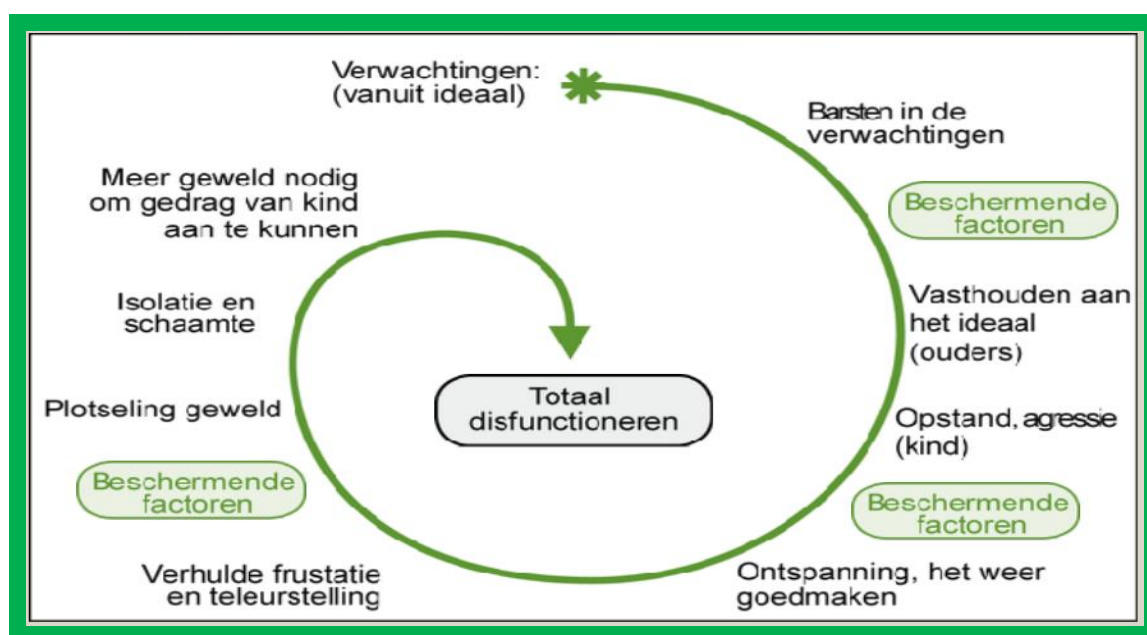 Verwachtingen:
(vanuit ideaal)
Barsten in de
verwachtingen
Beschermende
factoren
Vasthouden aan
het ideaal
(ouders)
Opstand, agressie
(kind)
Beschermende
factoren
Ontspanning, het weer
goedmaken
Verhulde frustatie
en teleurstelling
Beschermende
factoren
Plotseling geweld
Isolatie en
schaamte
Meer geweld nodig
om gedrag van kind
aan te kunnen
Totaal
disfunctioneren